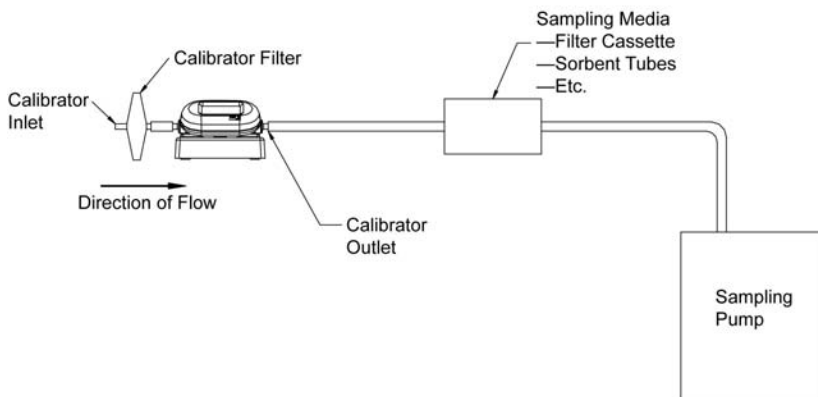 Sampling Media
—Filter Cassette
—Sorbent Tubes
—Etc.
Calibrator Filter
Calibrator
Inlet
Direction of Flow
Calibrator
Outlet
Sampling
Pump